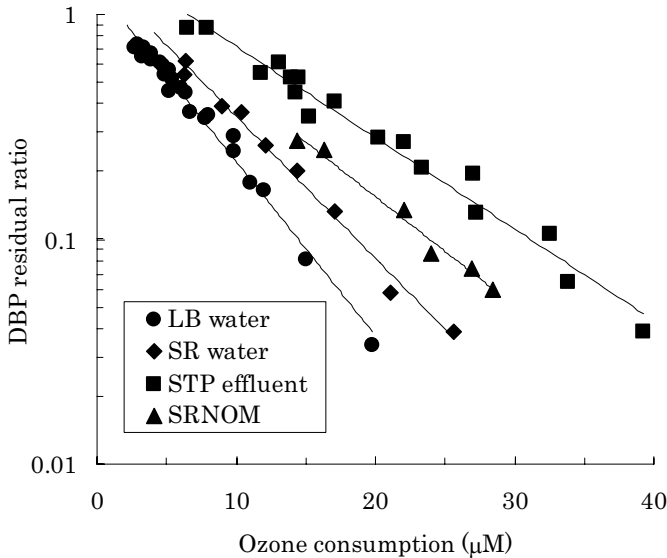 1
0.1
0.01
DBP residual ratio
LB water
SR water
STP effluent
SRNOM
0 10 20 30 40
Ozone consumption (μM)